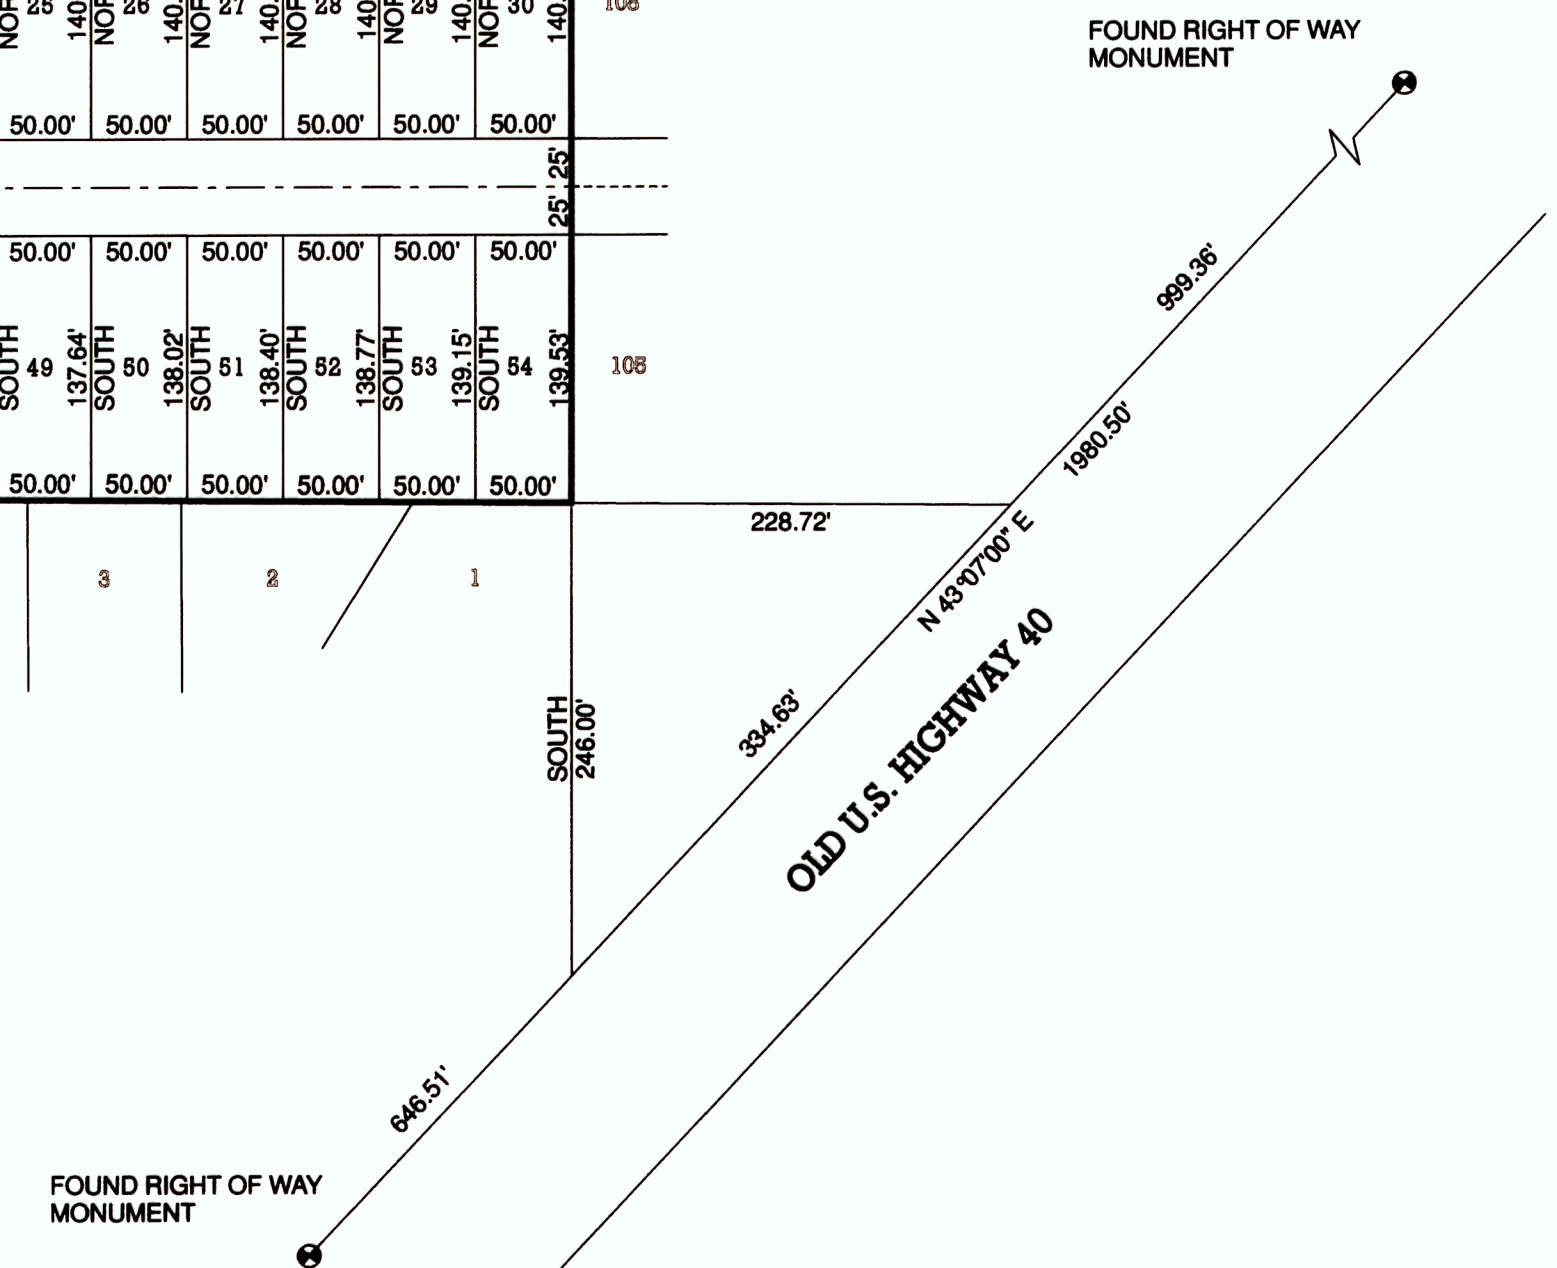 25 26 27 28 29 30
FOUND RIGHT OF WAY
MONUMENT
50.00' 50.00' 50.00' 50.00' 50.00' 50.00'
25'
25'
50.00' 50.00' 50.00' 50.00' 50.00' 50.00'
999.36'
SOUTH 49 137.64' SOUTH 50 138.02' SOUTH 51 138.40' SOUTH 52 138.77' SOUTH 53 139.15' SOUTH 54 139.53' 105
1980.50'
50.00' 50.00' 50.00' 50.00' 50.00' 50.00'
228.72'
N 43°07'00" E
3 2 1
OLD U.S. HIGHWAY 40
334.63'
SOUTH
246.00'
646.51'
FOUND RIGHT OF WAY
MONUMENT